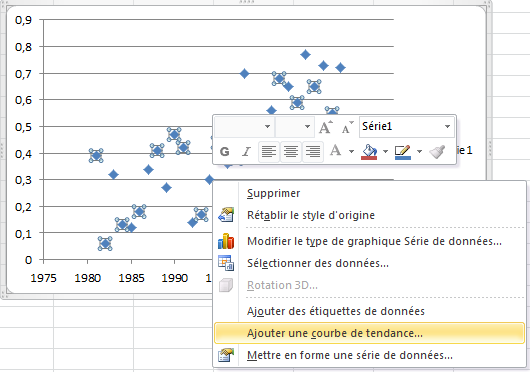 0,9
0,8
0,7
0,6
0,5
0,4
0,3
0,2
0,1
0
1975 1980 1985 1990
Série1
G I A
e 1
Supprimer
Rétablir le style d'origine
Modifier le type de graphique Série de données...
Sélectionner des données...
Rotation 3D...
Ajouter des étiquettes de données
Ajouter une courbe de tendance...
Mettre en forme une série de données...